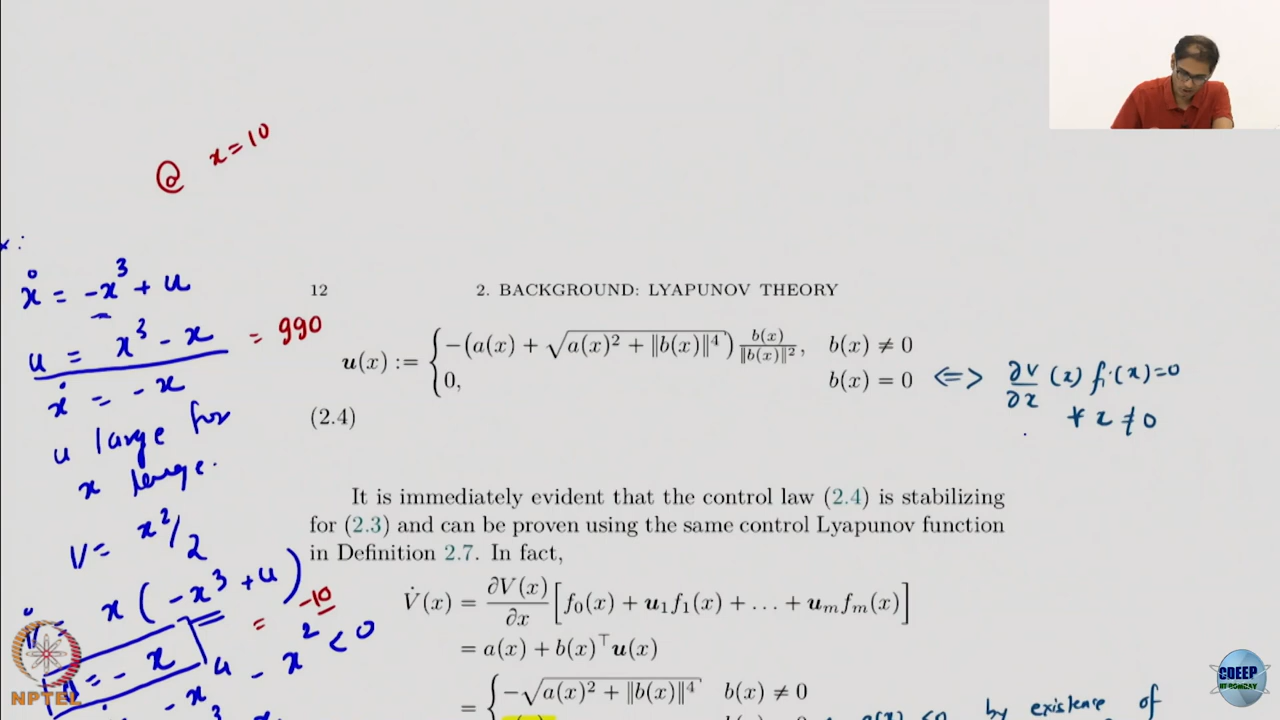 @ x=10
x :
ẋ = -x³ + u
u = x³ - x = 990
ẋ = -x
u large for
x large.
V = x²/2
V̇ = x(-x³ + u)
u = -x = -10
- x² < 0
12 2. BACKGROUND: LYAPUNOV THEORY
u(x) := { -(a(x) + √(a(x)² + ‖b(x)‖⁴)) b(x)/‖b(x)‖², b(x) ≠ 0
0, b(x) = 0 <=> ∂V/∂x (x) fᵢ(x) = 0
∀ x ≠ 0
(2.4)
It is immediately evident that the control law (2.4) is stabilizing
for (2.3) and can be proven using the same control Lyapunov function
in Definition 2.7. In fact,
V̇(x) = ∂V(x)/∂x [f₀(x) + u₁f₁(x) + ... + uₘfₘ(x)]
= a(x) + b(x)⊤u(x)
= { -√(a(x)² + ‖b(x)‖⁴) b(x) ≠ 0
by existence of
NPTEL
CDEEP
IIT BOMBAY